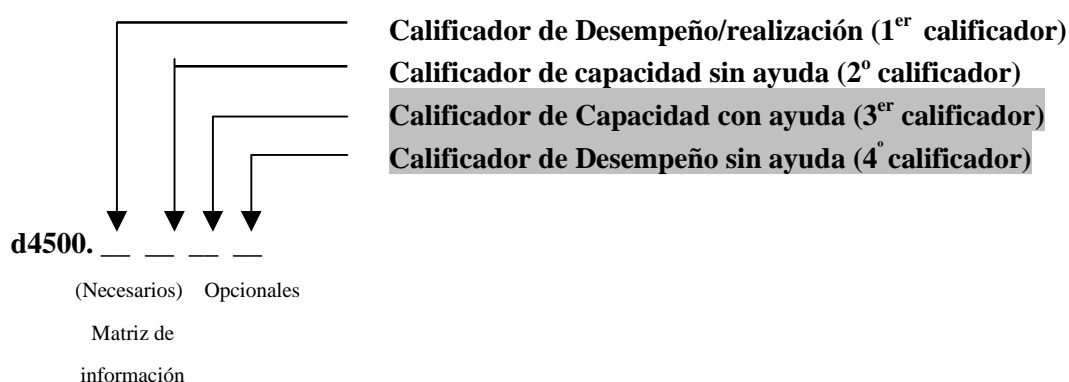 Calificador de Desempeño/realización (1er calificador)
Calificador de capacidad sin ayuda (2º calificador)
Calificador de Capacidad con ayuda (3er calificador)
Calificador de Desempeño sin ayuda (4º calificador)
d4500. __ __ __ __
(Necesarios) Opcionales
Matriz de
información